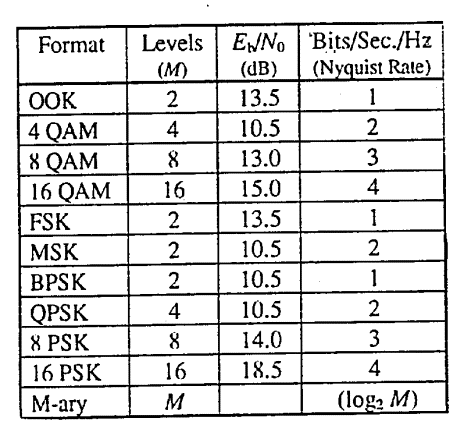 Format Levels (M) Eb/N0 (dB) Bits/Sec./Hz (Nyquist Rate)
OOK 2 13.5 1
4 QAM 4 10.5 2
8 QAM 8 13.0 3
16 QAM 16 15.0 4
FSK 2 13.5 1
MSK 2 10.5 2
BPSK 2 10.5 1
QPSK 4 10.5 2
8 PSK 8 14.0 3
16 PSK 16 18.5 4
M-ary M (log₂ M)